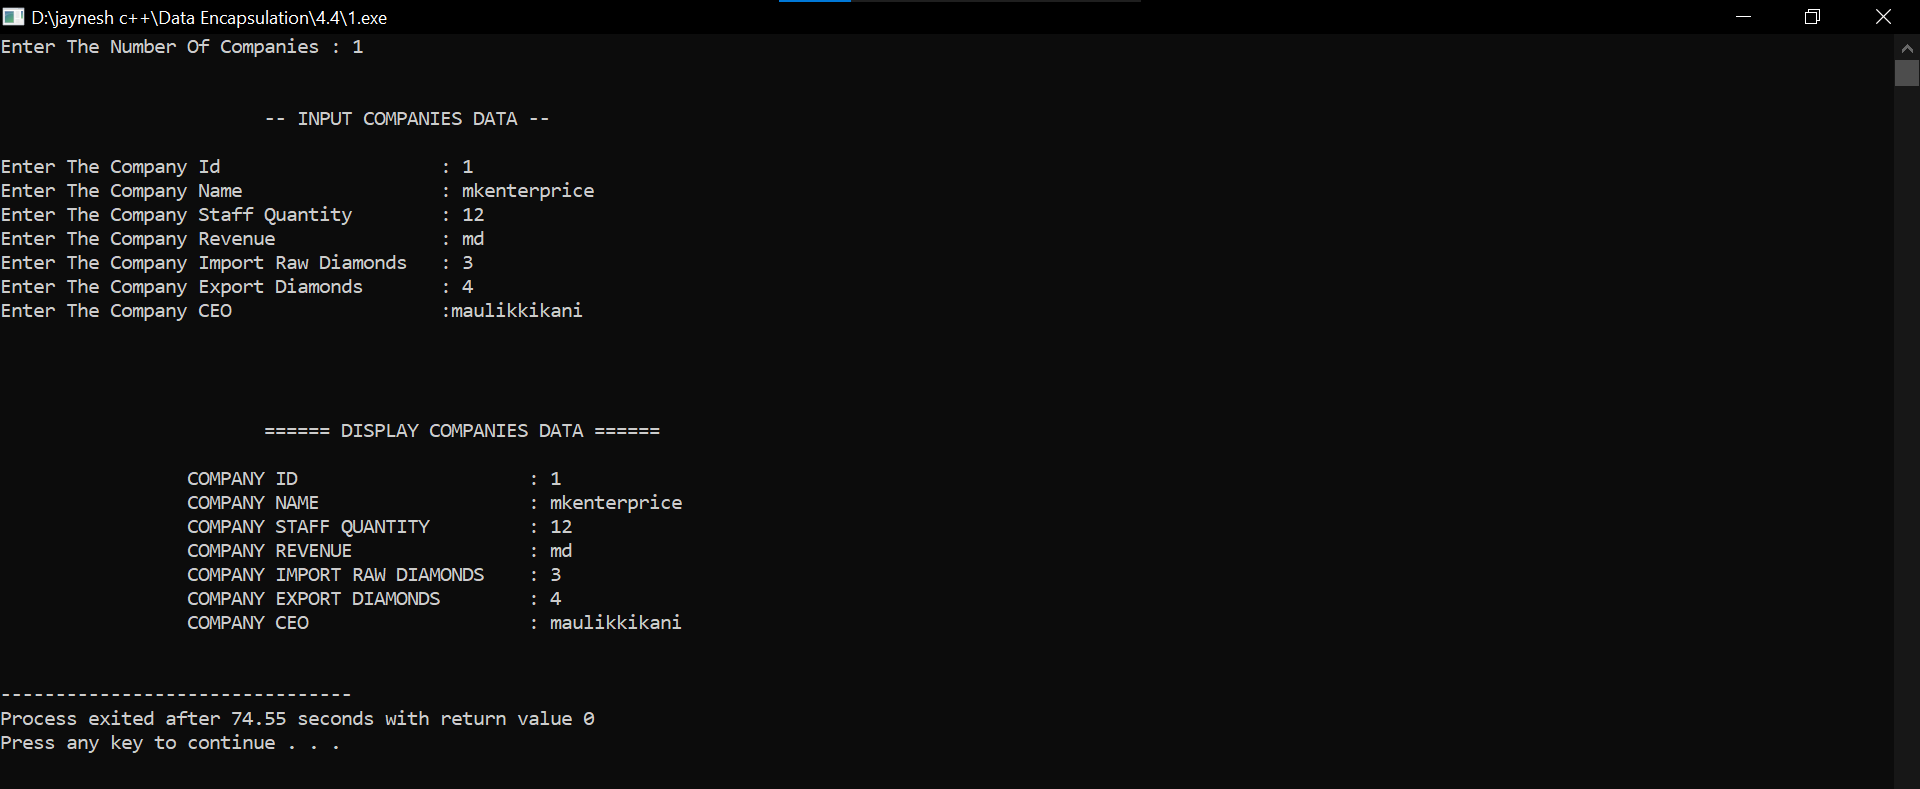 D:\jaynesh c++\Data Encapsulation\4.4\1.exe
Enter The Number Of Companies : 1
-- INPUT COMPANIES DATA --
Enter The Company Id : 1
Enter The Company Name : mkenterprice
Enter The Company Staff Quantity : 12
Enter The Company Revenue : md
Enter The Company Import Raw Diamonds : 3
Enter The Company Export Diamonds : 4
Enter The Company CEO :maulikkikani
====== DISPLAY COMPANIES DATA ======
COMPANY ID : 1
COMPANY NAME : mkenterprice
COMPANY STAFF QUANTITY : 12
COMPANY REVENUE : md
COMPANY IMPORT RAW DIAMONDS : 3
COMPANY EXPORT DIAMONDS : 4
COMPANY CEO : maulikkikani
--------------------------------
Process exited after 74.55 seconds with return value 0
Press any key to continue . . .